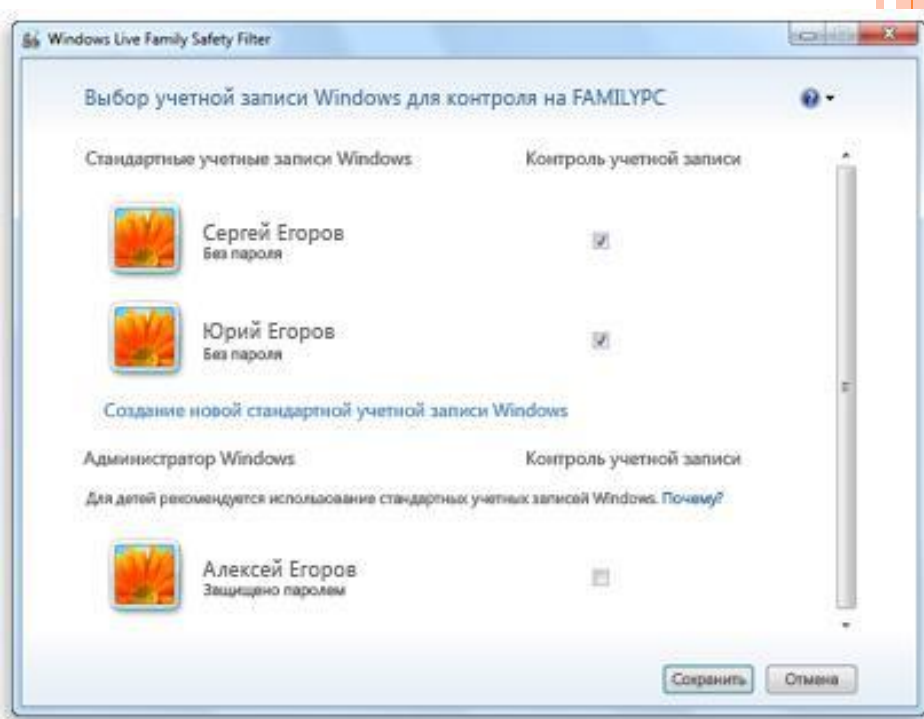 Windows Live Family Safety Filter
Выбор учетной записи Windows для контроля на FAMILYPC
Стандартные учетные записи Windows Контроль учетной записи
Сергей Егоров
Без пароля
Юрий Егоров
Без пароля
Создание новой стандартной учетной записи Windows
Администратор Windows Контроль учетной записи
Для детей рекомендуется использование стандартных учетных записей Windows. Почему?
Алексей Егоров
Защищено паролем
Сохранить Отмена